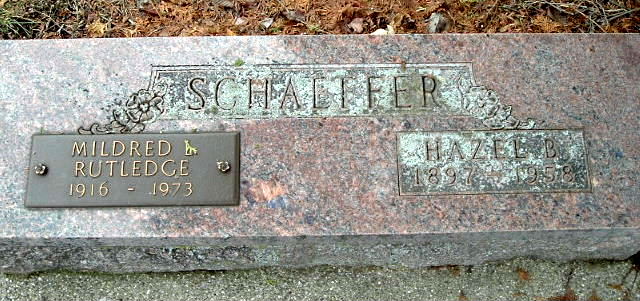 SCHAEFFER
MILDRED L
RUTLEDGE
1916 - 1973
HAZEL B.
1897 - 1958